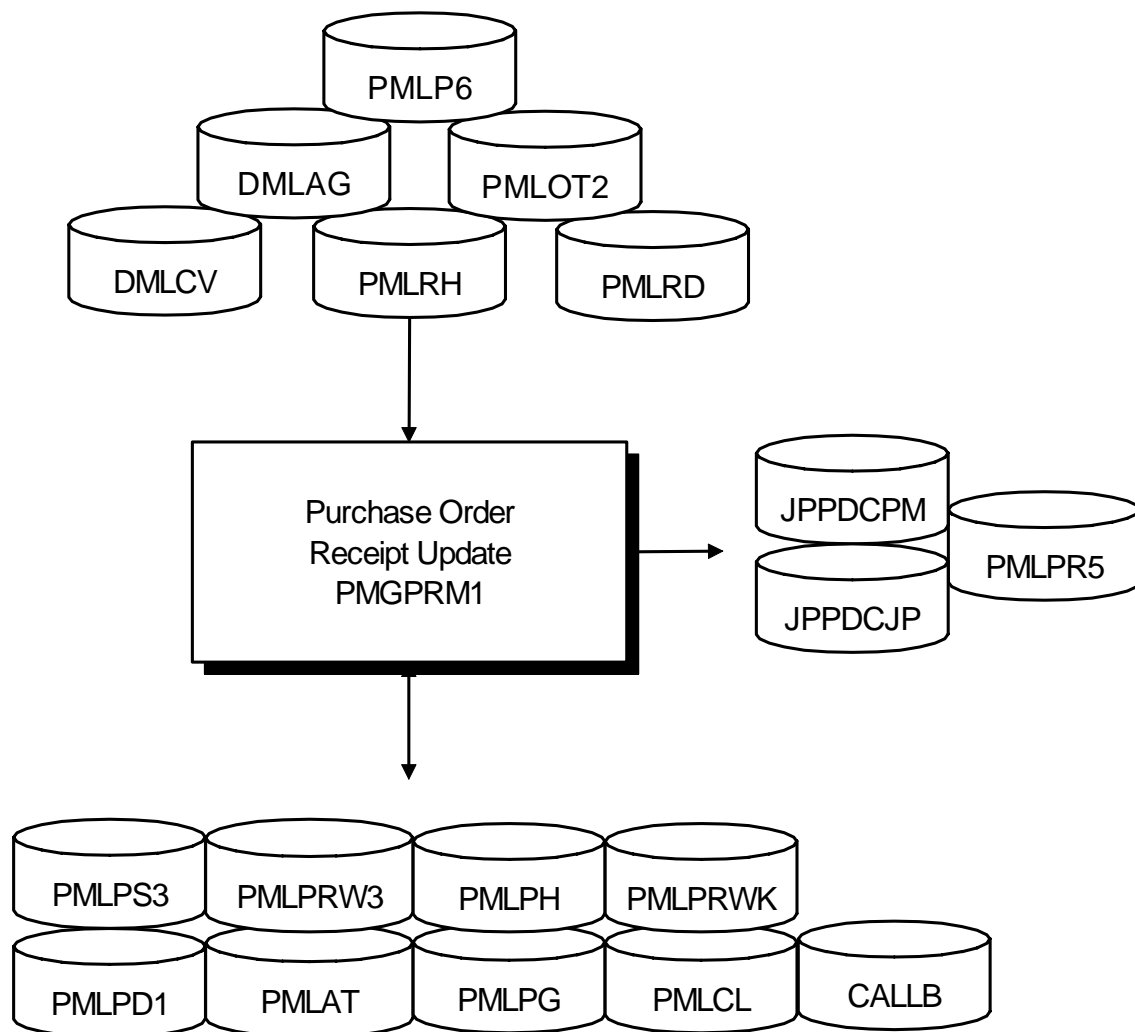 PMLP6
DMLAG
PMLOT2
DMLCV
PMLRH
PMLRD
Purchase Order
Receipt Update
PMGPRM1
JPPDCPM
PMLPR5
JPPDCJP
PMLPS3
PMLPRW3
PMLPH
PMLPRWK
PMLPD1
PMLAT
PMLPG
PMLCL
CALLB